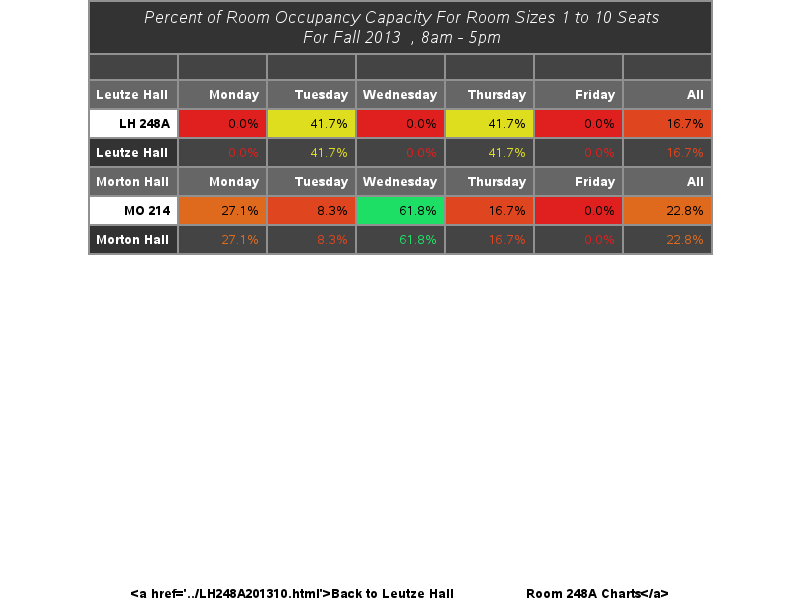 Percent of Room Occupancy Capacity For Room Sizes 1 to 10 Seats
For Fall 2013 , 8am - 5pm
Leutze Hall Monday Tuesday Wednesday Thursday Friday All
LH 248A 0.0% 41.7% 0.0% 41.7% 0.0% 16.7%
Leutze Hall 0.0% 41.7% 0.0% 41.7% 0.0% 16.7%
Morton Hall Monday Tuesday Wednesday Thursday Friday All
MO 214 27.1% 8.3% 61.8% 16.7% 0.0% 22.8%
Morton Hall 27.1% 8.3% 61.8% 16.7% 0.0% 22.8%
<a href='../LH248A201310.html'>Back to Leutze Hall Room 248A Charts</a>